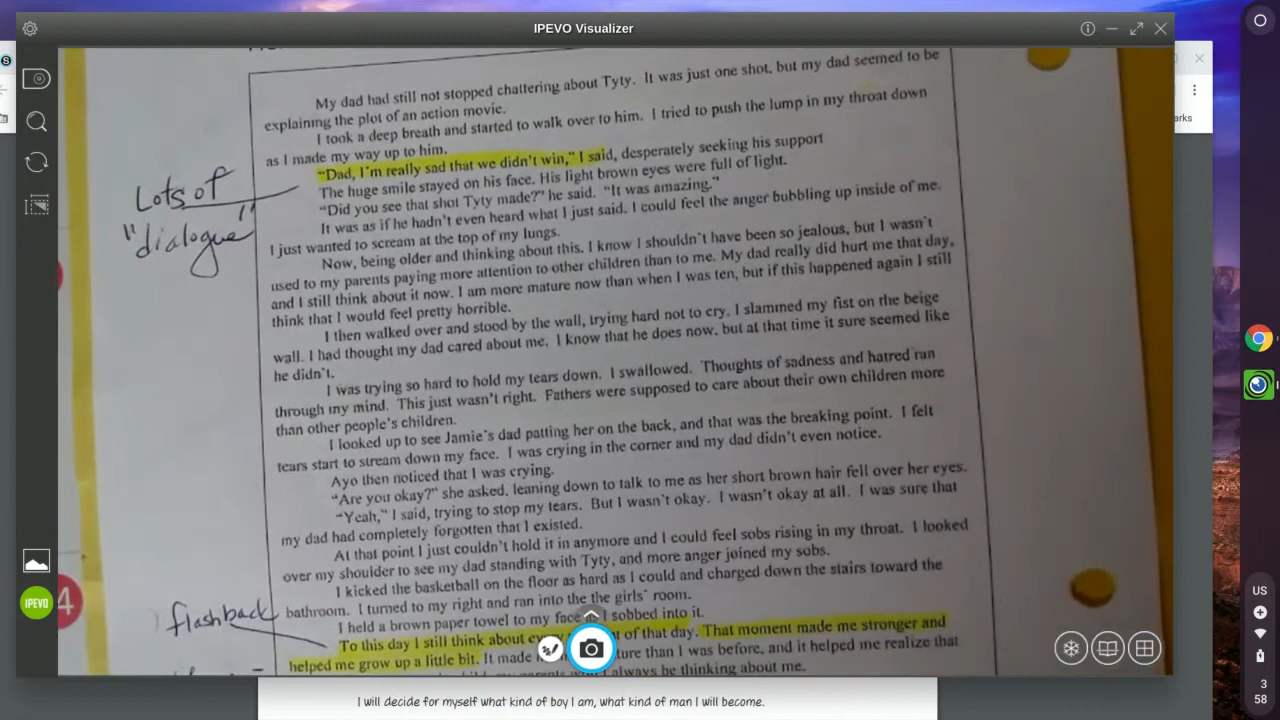 IPEVO Visualizer
My dad had still not stopped chattering about Tyty. It was just one shot, but my dad seemed to be
explaining the plot of an action movie.
I took a deep breath and started to walk over to him. I tried to push the lump in my throat down
as I made my way up to him.
“Dad, I’m really sad that we didn’t win,” I said, desperately seeking his support
The huge smile stayed on his face. His light brown eyes were full of light.
“Did you see that shot Tyty made?” he said. “It was amazing.”
It was as if he hadn’t even heard what I just said. I could feel the anger bubbling up inside of me.
I just wanted to scream at the top of my lungs.
Now, being older and thinking about this, I know I shouldn’t have been so jealous, but I wasn’t
used to my parents paying more attention to other children than to me. My dad really did hurt me that day,
and I still think about it now. I am more mature now than when I was ten, but if this happened again I still
think that I would feel pretty horrible.
I then walked over and stood by the wall, trying hard not to cry. I slammed my fist on the beige
wall. I had thought my dad cared about me. I know that he does now, but at that time it sure seemed like
he didn’t.
I was trying so hard to hold my tears down. I swallowed. Thoughts of sadness and hatred ran
through my mind. This just wasn’t right. Fathers were supposed to care about their own children more
than other people’s children.
I looked up to see Jamie’s dad patting her on the back, and that was the breaking point. I felt
tears start to stream down my face. I was crying in the corner and my dad didn’t even notice.
Ayo then noticed that I was crying.
“Are you okay?” she asked, leaning down to talk to me as her short brown hair fell over her eyes.
“Yeah,” I said, trying to stop my tears. But I wasn’t okay. I wasn’t okay at all. I was sure that
my dad had completely forgotten that I existed.
At that point I just couldn’t hold it in anymore and I could feel sobs rising in my throat. I looked
over my shoulder to see my dad standing with Tyty, and more anger joined my sobs.
I kicked the basketball on the floor as hard as I could and charged down the stairs toward the
bathroom. I turned to my right and ran into the the girls’ room.
I held a brown paper towel to my face as I sobbed into it.
To this day I still think about of that day. That moment made me stronger and
helped me grow up a little bit. It made than I was before, and it helped me realize that
always be thinking about me.
Lots of
"dialogue"
flashback
4
IPEVO
arks
US
3
58
I will decide for myself what kind of boy I am, what kind of man I will become.